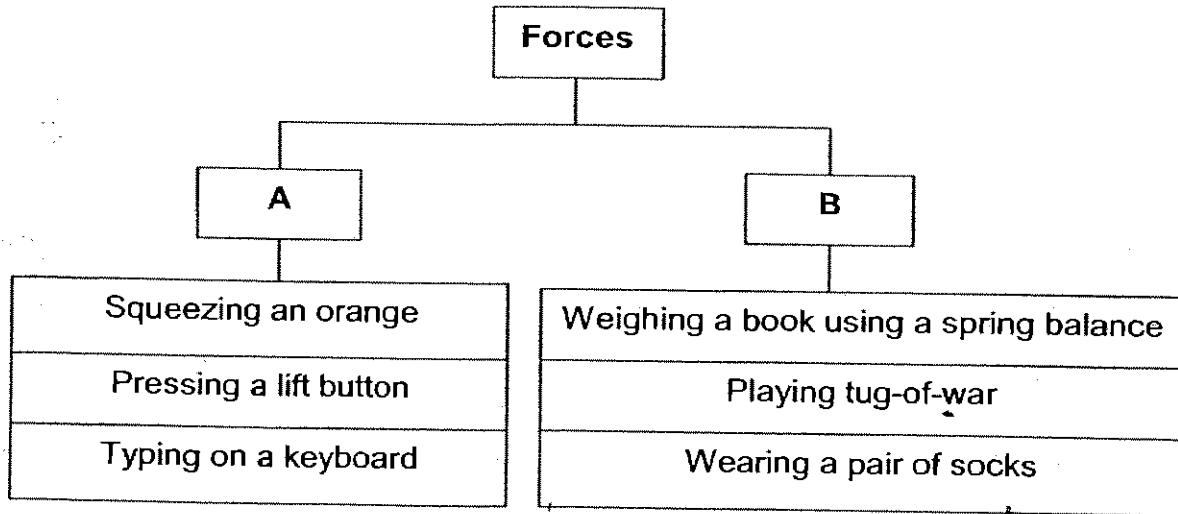 Forces
A
B
Squeezing an orange
Pressing a lift button
Typing on a keyboard
Weighing a book using a spring balance
Playing tug-of-war
Wearing a pair of socks